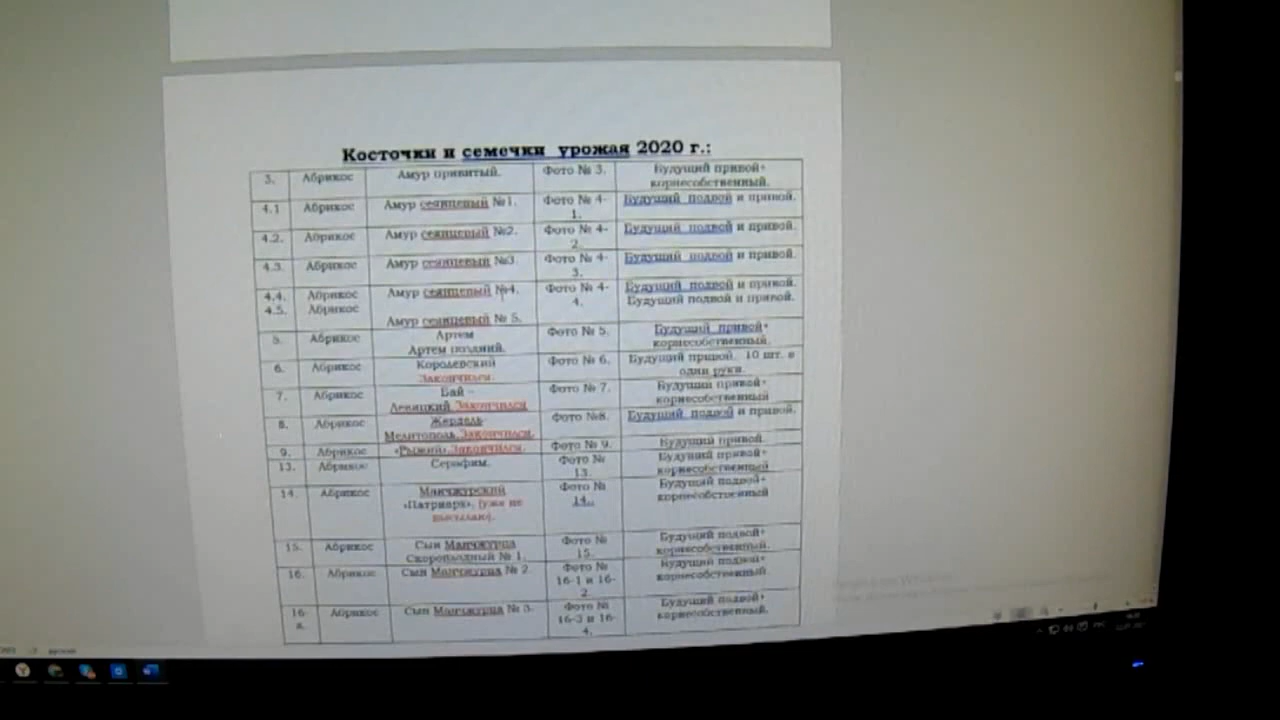 Косточки и семечки урожая 2020 г.:
3. Абрикос Амур привитый. Фото № 3. Будущий привой+
корнесобственный.
4.1 Абрикос Амур сеянцевый №1. Фото № 4- Будущий подвой и привой.
1.
4.2. Абрикос Амур сеянцевый №2. Фото № 4- Будущий подвой и привой.
2.
4.3. Абрикос Амур сеянцевый №3 Фото № 4- Будущий подвой и привой.
3.
4.4. Абрикос Амур сеянцевый №4. Фото № 4- Будущий подвой и привой.
4.5. Абрикос 4. Будущий подвой и привой.
Амур сеянцевый № 5.
5. Абрикос Артем Фото № 5. Будущий привой+
Артем поздний. корнесобственный.
6. Абрикос Королевский Фото № 6. Будущий привой. 10 шт. в
Закончился. одни руки.
7. Абрикос Бай – Фото № 7. Будущий привой+
Левицкий Закончился корнесобственный
8. Абрикос Жердель Фото №8. Будущий подвой и привой.
Мелитополь Закончился.
9. Абрикос «Рыжий» Закончился. Фото № 9. Будущий привой
13. Абрикос Серафим. Фото № Будущий привой+
13. корнесобственный
14. Абрикос Манчжурский Фото № Будущий подвой+
«Патриарх». (уже не 14.. корнесобственный
высылаю).
15. Абрикос Сын Манчжурца Фото № Будущий подвой+
Скороплодный № 1. 15. корнесобственный.
16. Абрикос Сын Манчжурца № 2 Фото № Будущий подвой+
16-1 и 16- корнесобственный.
2.
16- Абрикос Сын Манчжурца № 3. Фото № Будущий подвой+
а. 16-3 и 16- корнесобственный.
4.